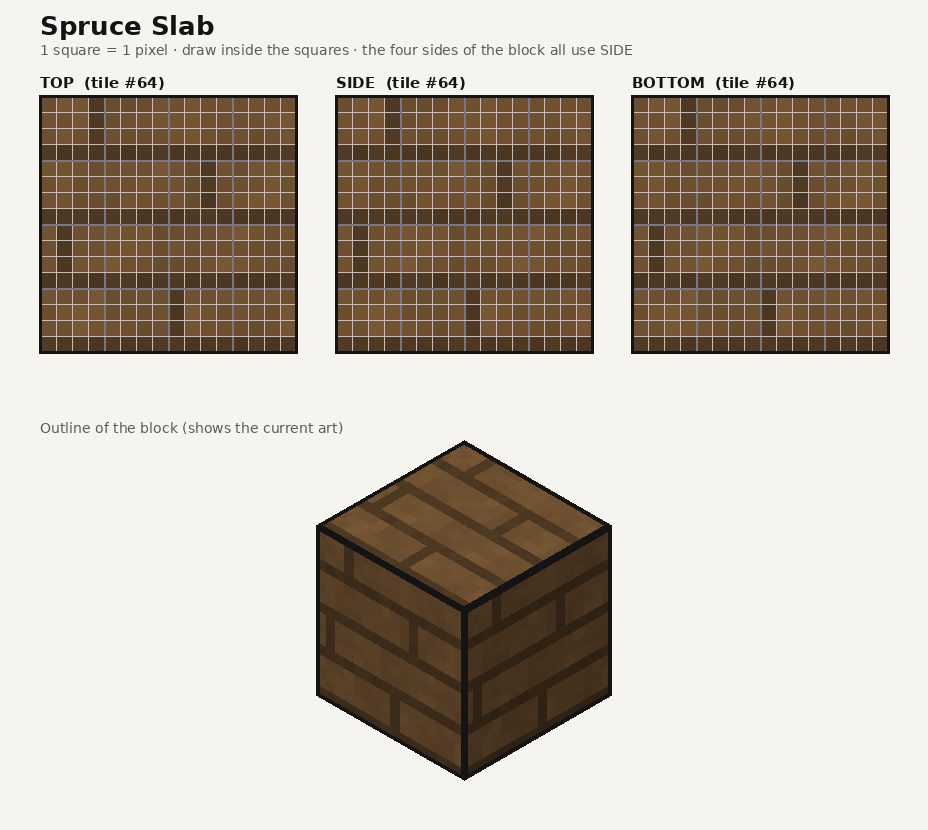 Spruce Slab
1 square = 1 pixel · draw inside the squares · the four sides of the block all use SIDE
TOP (tile #64)
SIDE (tile #64)
BOTTOM (tile #64)
Outline of the block (shows the current art)